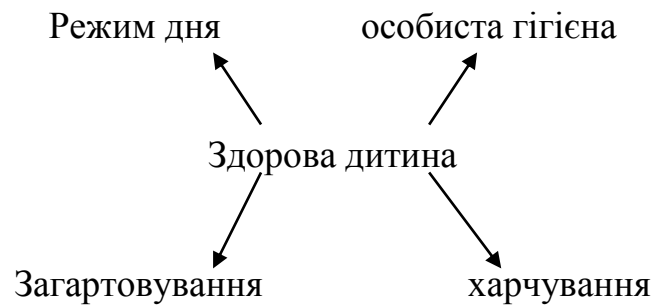 Режим дня особиста гігієна
Здорова дитина
Загартовування харчування